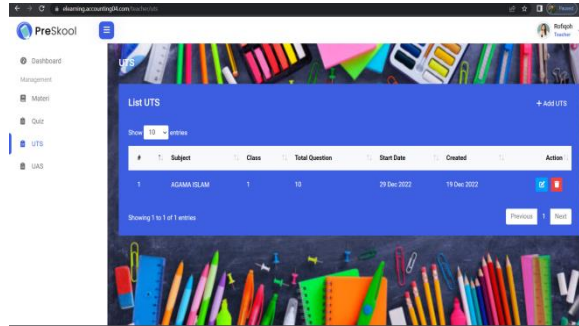 elearning.accounting04.com/teacher/uts
PreSkool
Rofiqoh
Teacher
Dashboard
Management
Materi
Quiz
UTS
UAS
UTS
List UTS
+ Add UTS
Show 10 entries
# Subject Class Total Question Start Date Created Action
1 AGAMA ISLAM 1 10 29 Dec 2022 19 Dec 2022
Showing 1 to 1 of 1 entries
Previous 1 Next